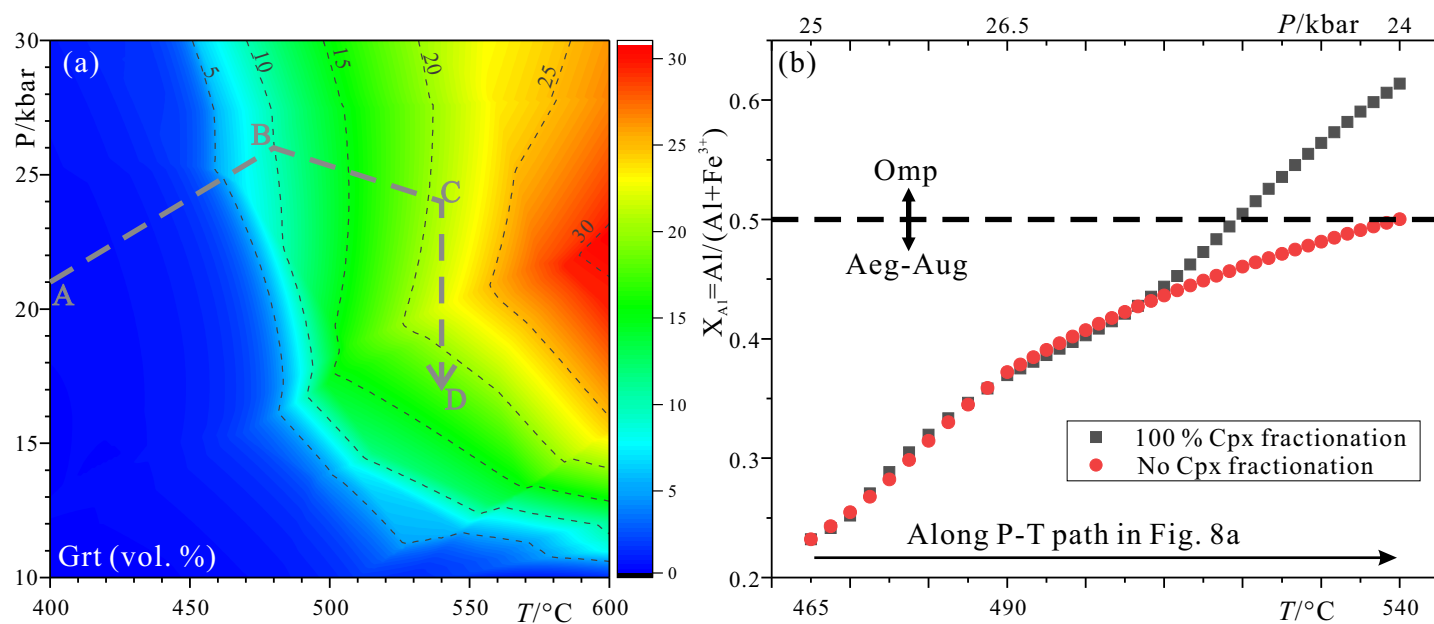 (a)
5
10
15
20
25
30
A
B
C
D
Grt (vol. %)
P/kbar
30
25
20
15
10
400
450
500
550
T/°C
600
30
25
20
15
10
5
0
25
26.5
P/kbar
24
(b)
X_Al=Al/(Al+Fe³⁺)
0.6
0.5
0.4
0.3
0.2
Omp
Aeg-Aug
100 % Cpx fractionation
No Cpx fractionation
Along P-T path in Fig. 8a
465
490
T/°C
540